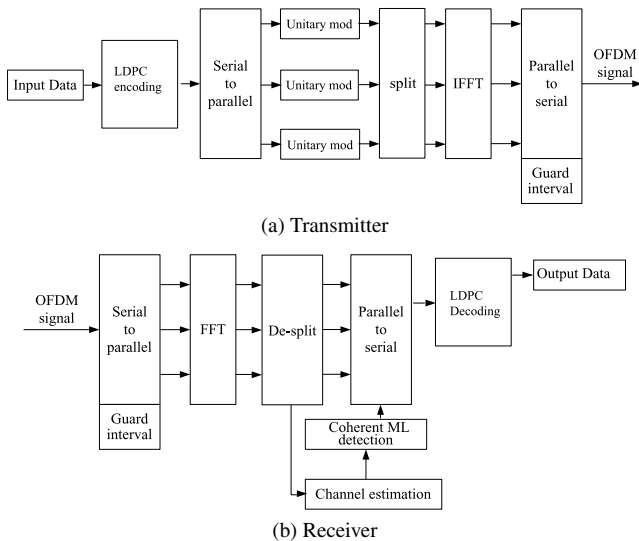 Input Data
LDPC
encoding
Serial
to
parallel
Unitary mod
Unitary mod
Unitary mod
split
IFFT
Parallel
to
serial
Guard
interval
OFDM
signal
(a) Transmitter
OFDM
signal
Serial
to
parallel
Guard
interval
FFT
De-split
Parallel
to
serial
LDPC
Decoding
Output Data
Coherent ML
detection
Channel estimation
(b) Receiver